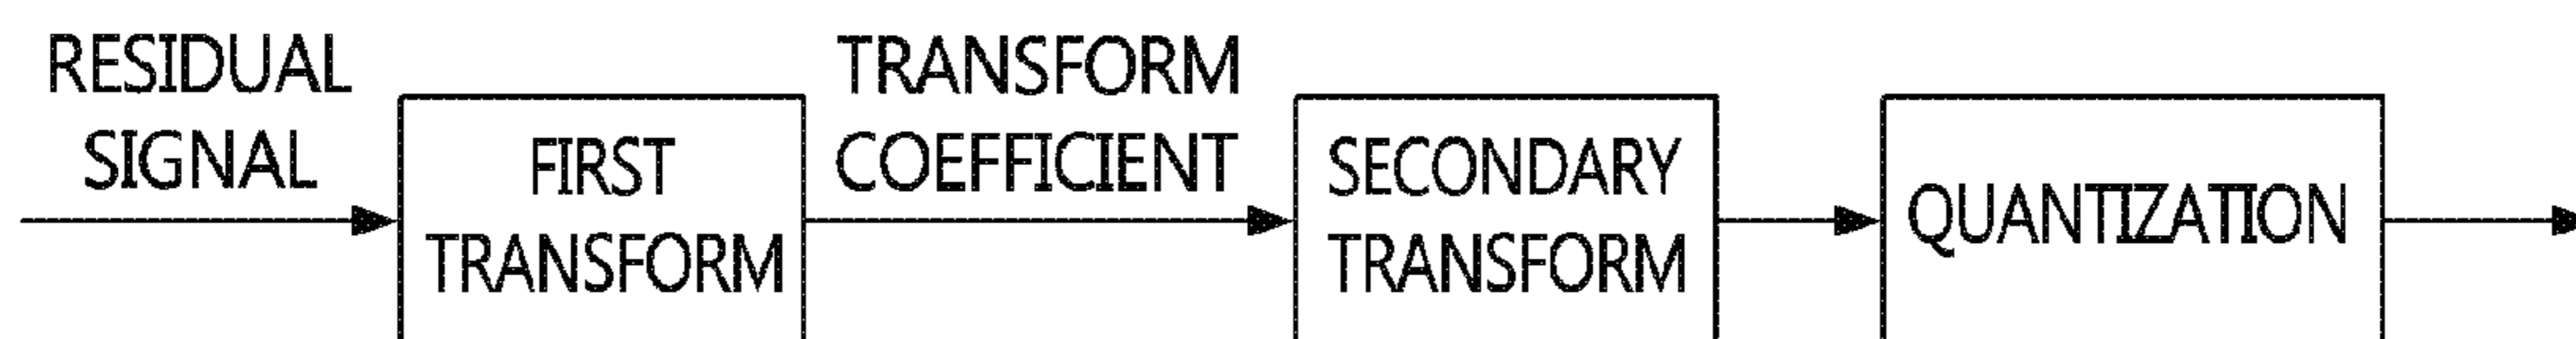 RESIDUAL
SIGNAL
FIRST
TRANSFORM
TRANSFORM
COEFFICIENT
SECONDARY
TRANSFORM
QUANTIZATION